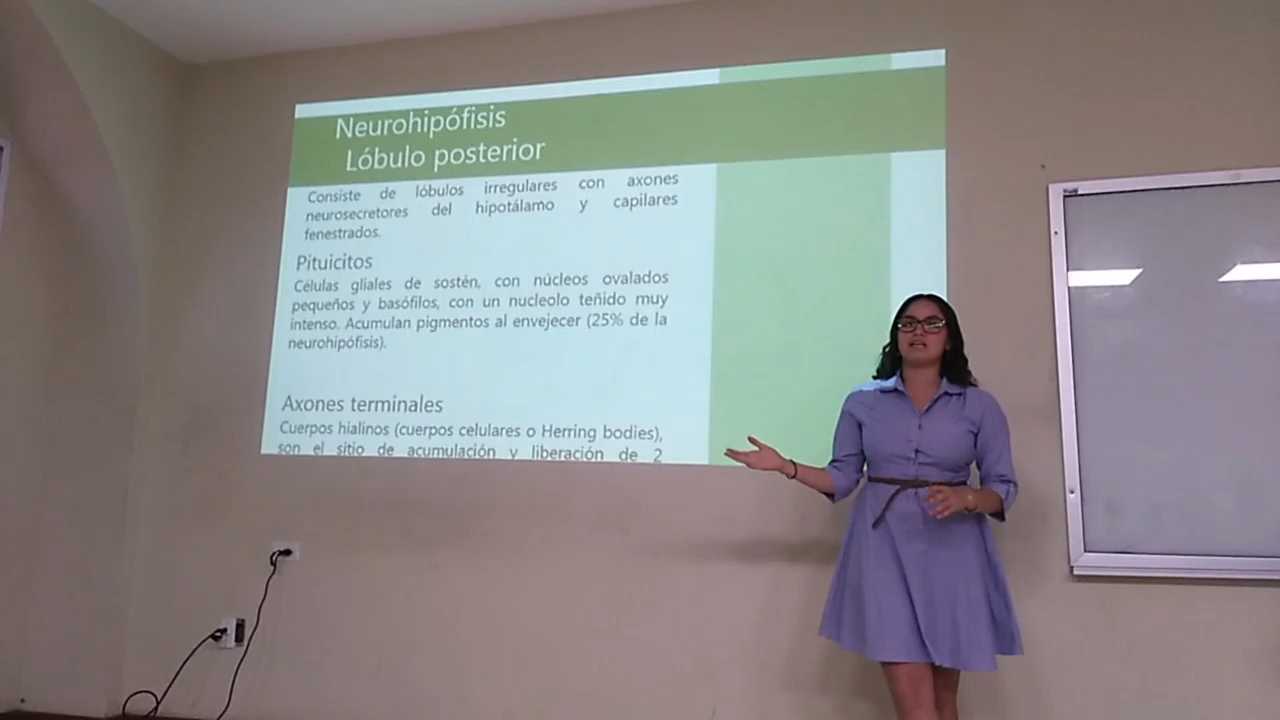 Neurohipófisis
Lóbulo posterior
Consiste de lóbulos irregulares con axones
neurosecretores del hipotálamo y capilares
fenestrados.
Pituicitos
Células gliales de sostén, con núcleos ovalados
pequeños y basófilos, con un nucleolo teñido muy
intenso. Acumulan pigmentos al envejecer (25% de la
neurohipófisis).
Axones terminales
Cuerpos hialinos (cuerpos celulares o Herring bodies),
son el sitio de acumulación y liberación de 2